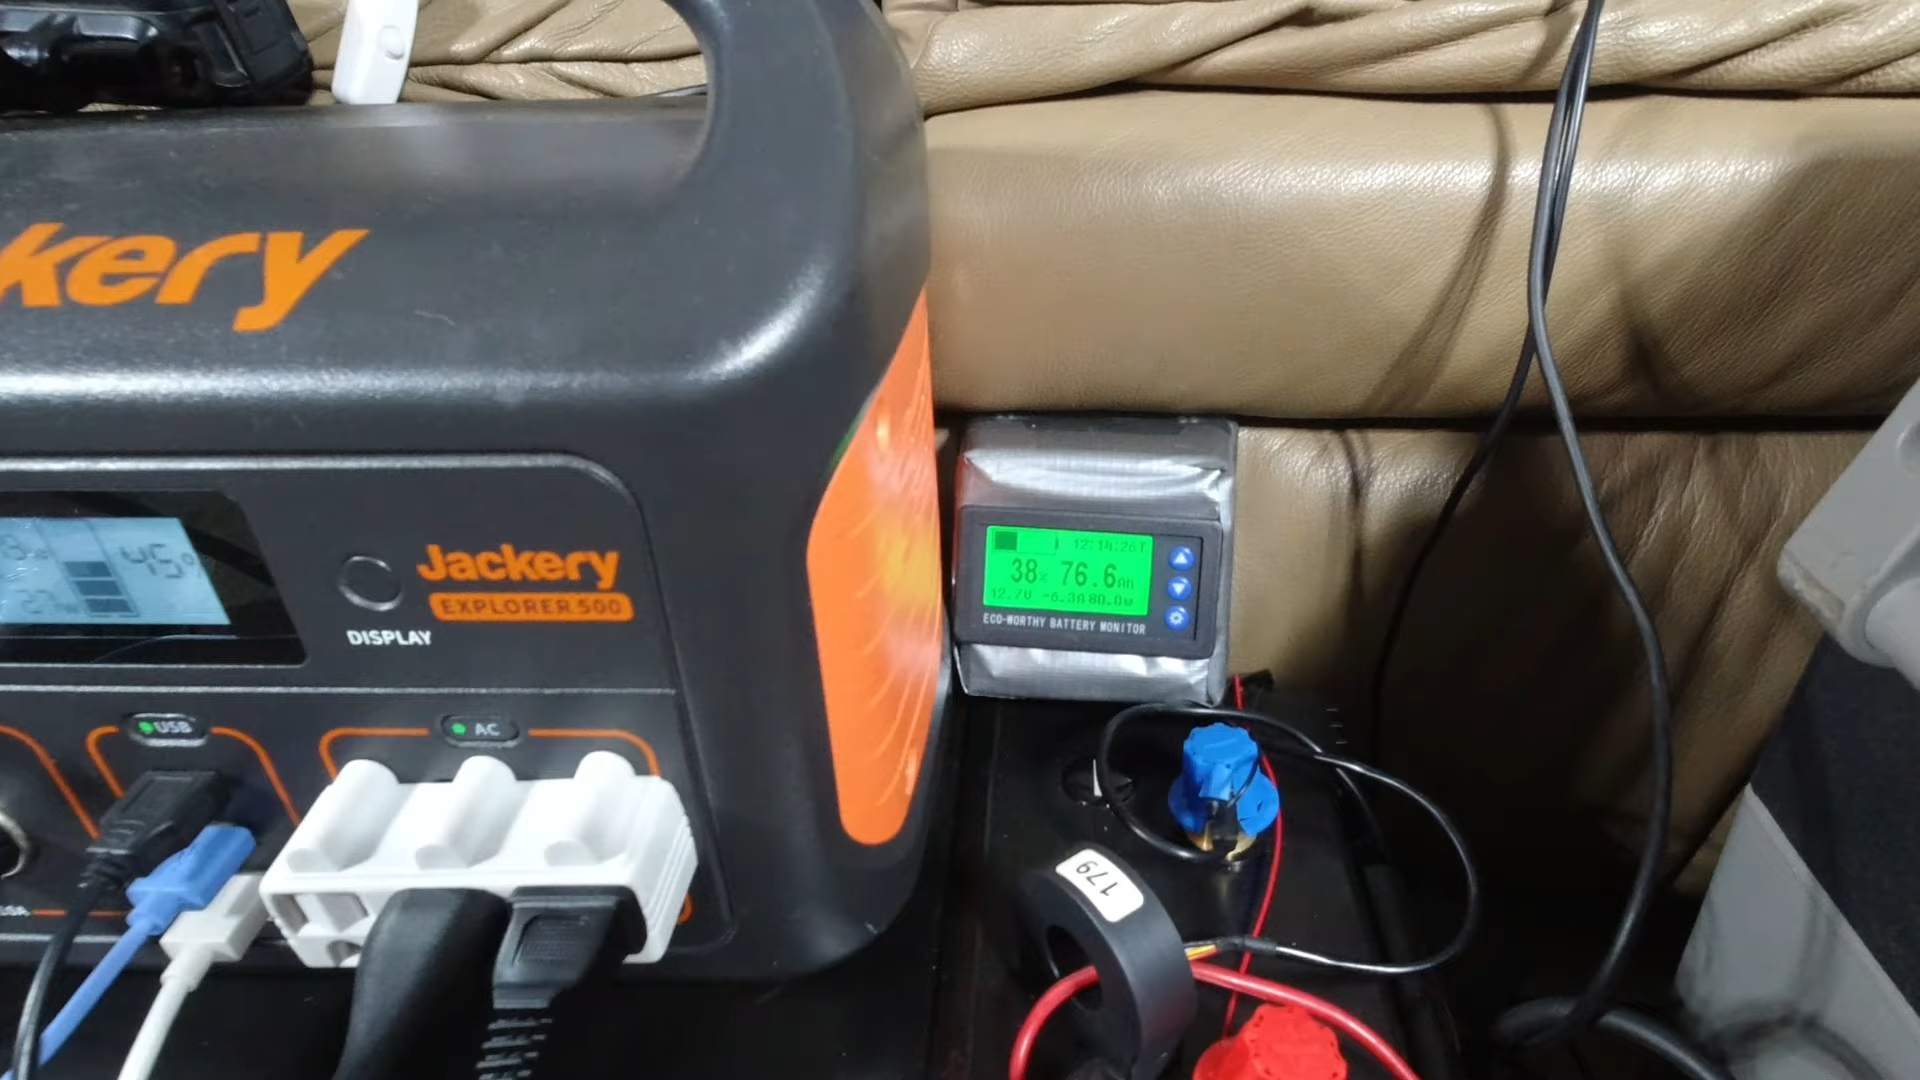 kery
45%
Jackery
EXPLORER 500
DISPLAY
USB
AC
12:14:26T
38% 76.6Ah
12.7V -6.3A 80.0W
ECO-WORTHY BATTERY MONITOR
179